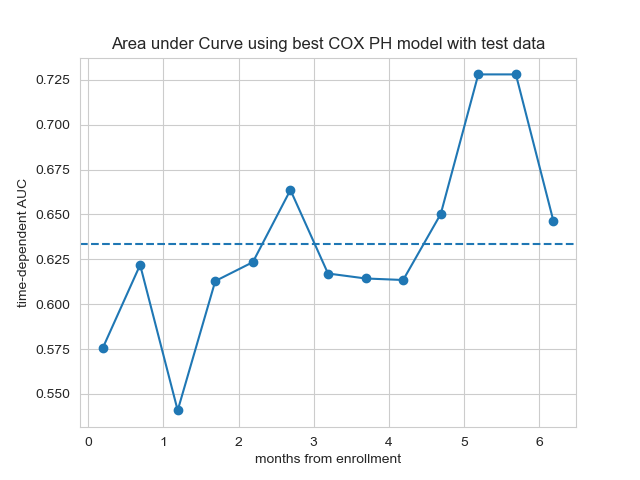 Area under Curve using best COX PH model with test data
time-dependent AUC
0.725
0.700
0.675
0.650
0.625
0.600
0.575
0.550
0 1 2 3 4 5 6
months from enrollment